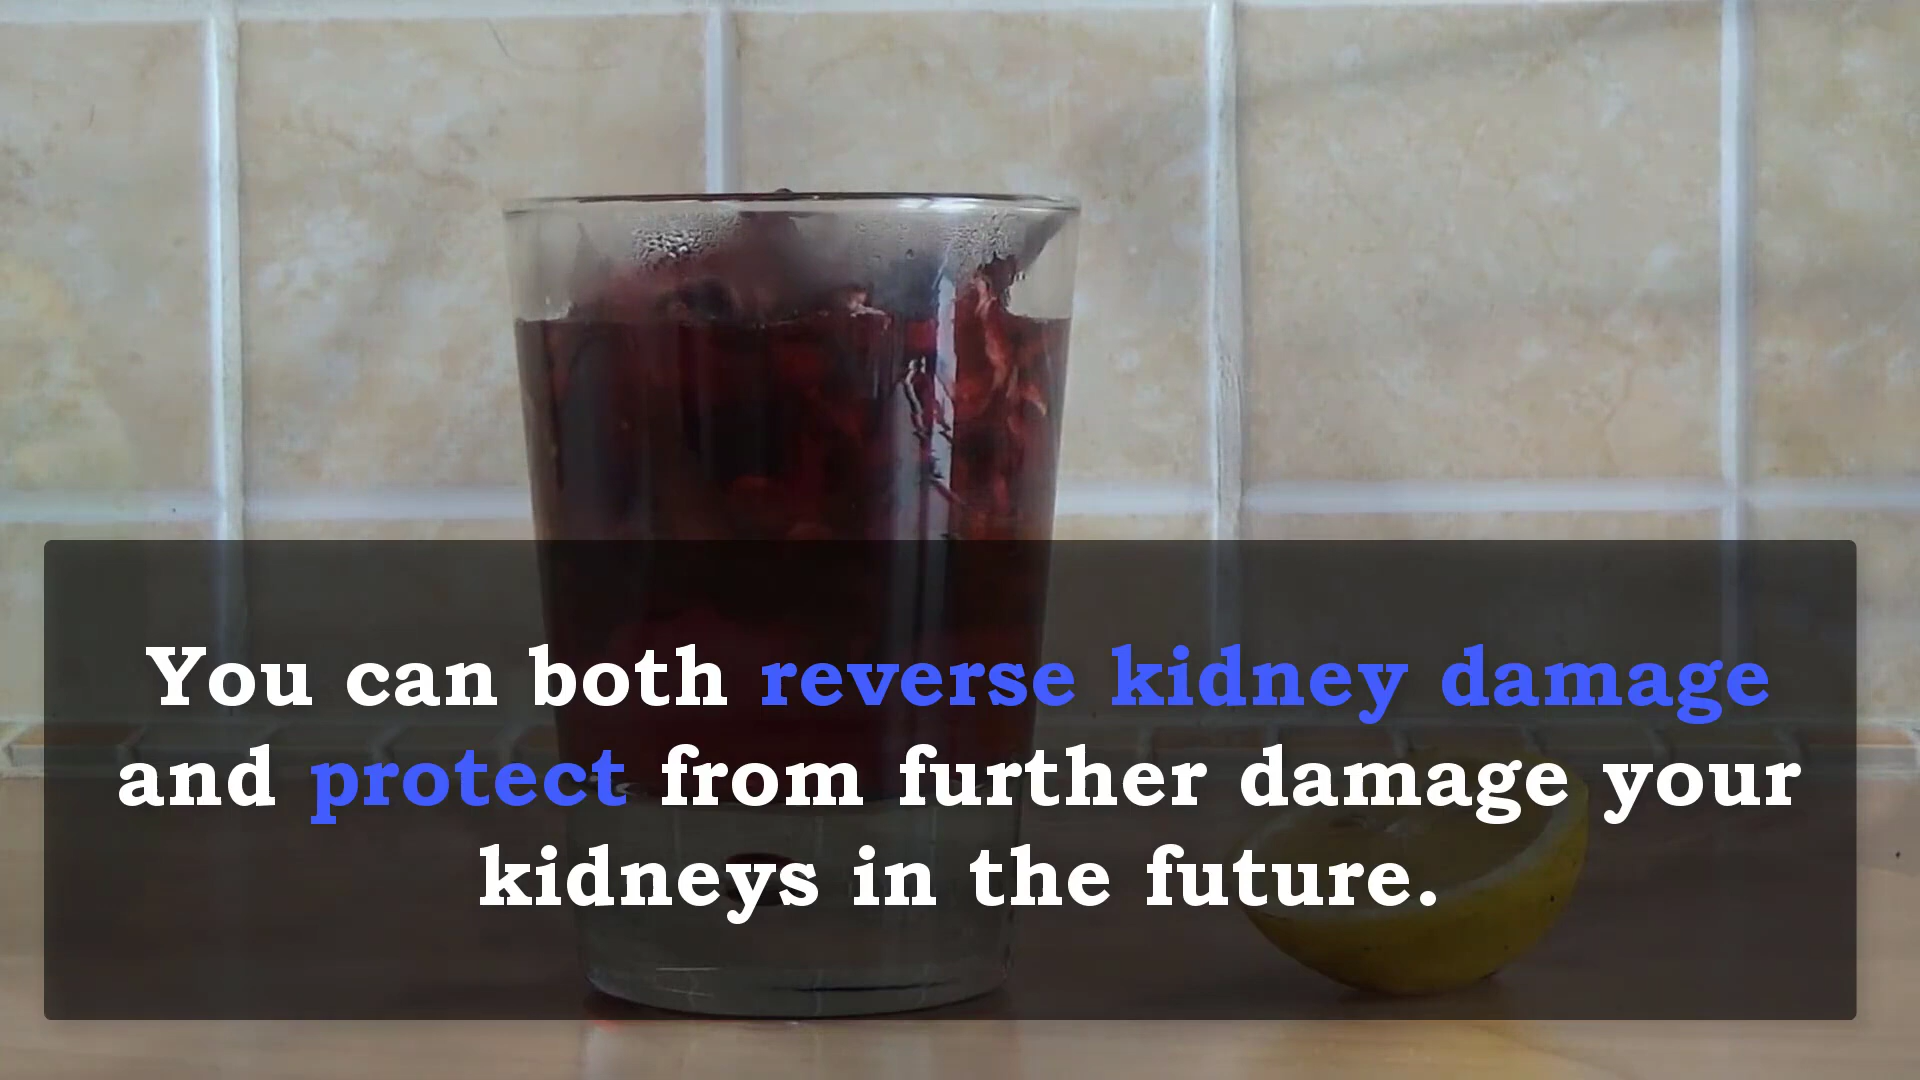 You can both reverse kidney damage
and protect from further damage your
kidneys in the future.